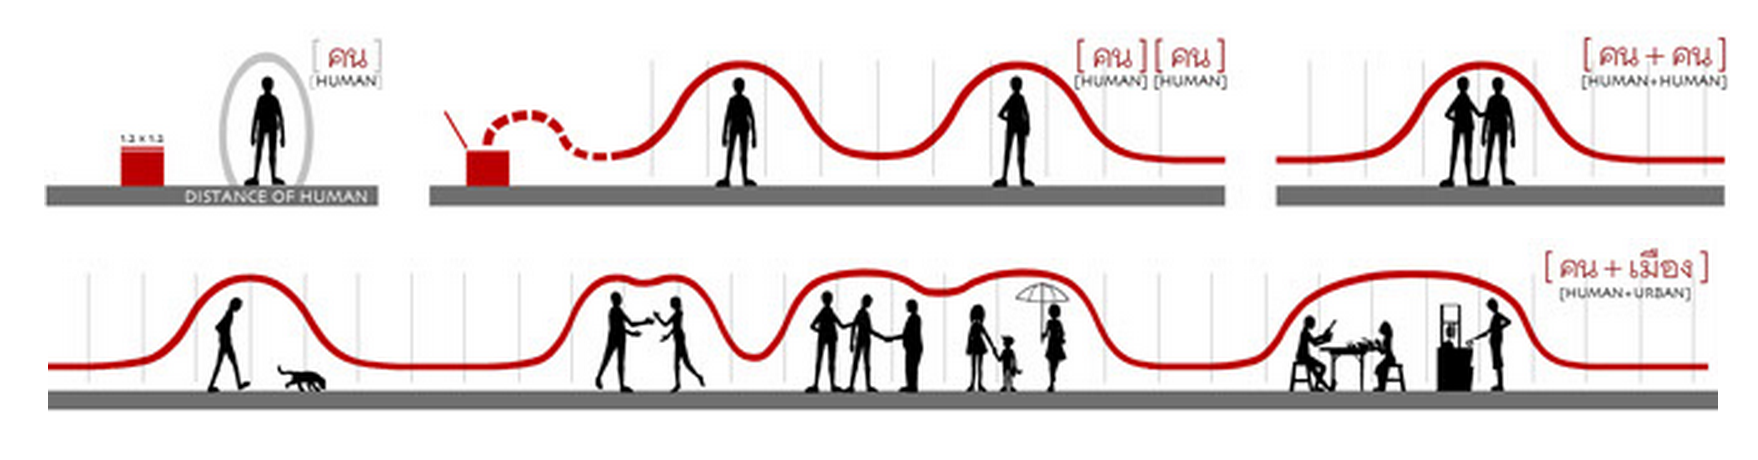 [คน]
[HUMAN]
1.2 X 1.2
DISTANCE OF HUMAN
[คน][คน]
[HUMAN] [HUMAN]
[คน + คน]
[HUMAN+HUMAN]
[คน + เมือง]
[HUMAN+URBAN]